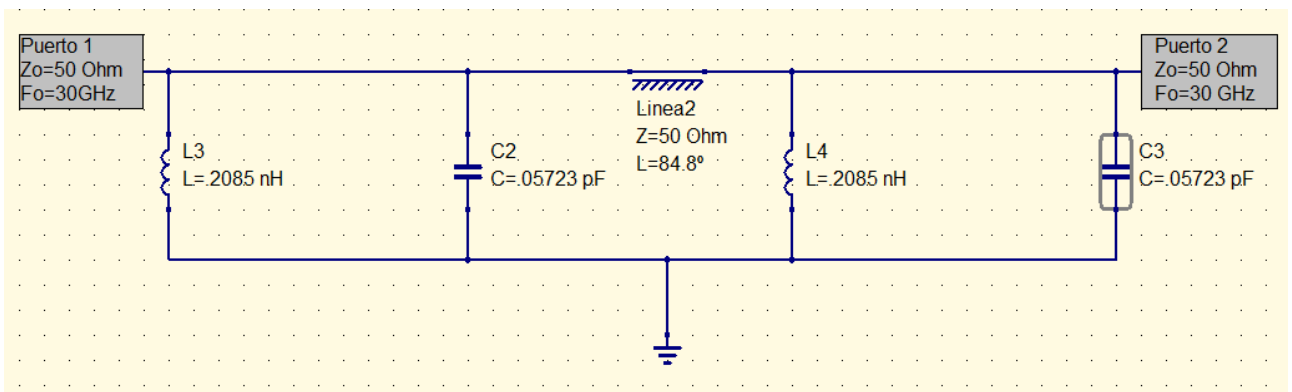 Puerto 1
Zo=50 Ohm
Fo=30GHz
L3
L=.2085 nH
C2
C=.05723 pF
Linea2
Z=50 Ohm
L=84.8º
L4
L=.2085 nH
Puerto 2
Zo=50 Ohm
Fo=30 GHz
C3
C=.05723 pF